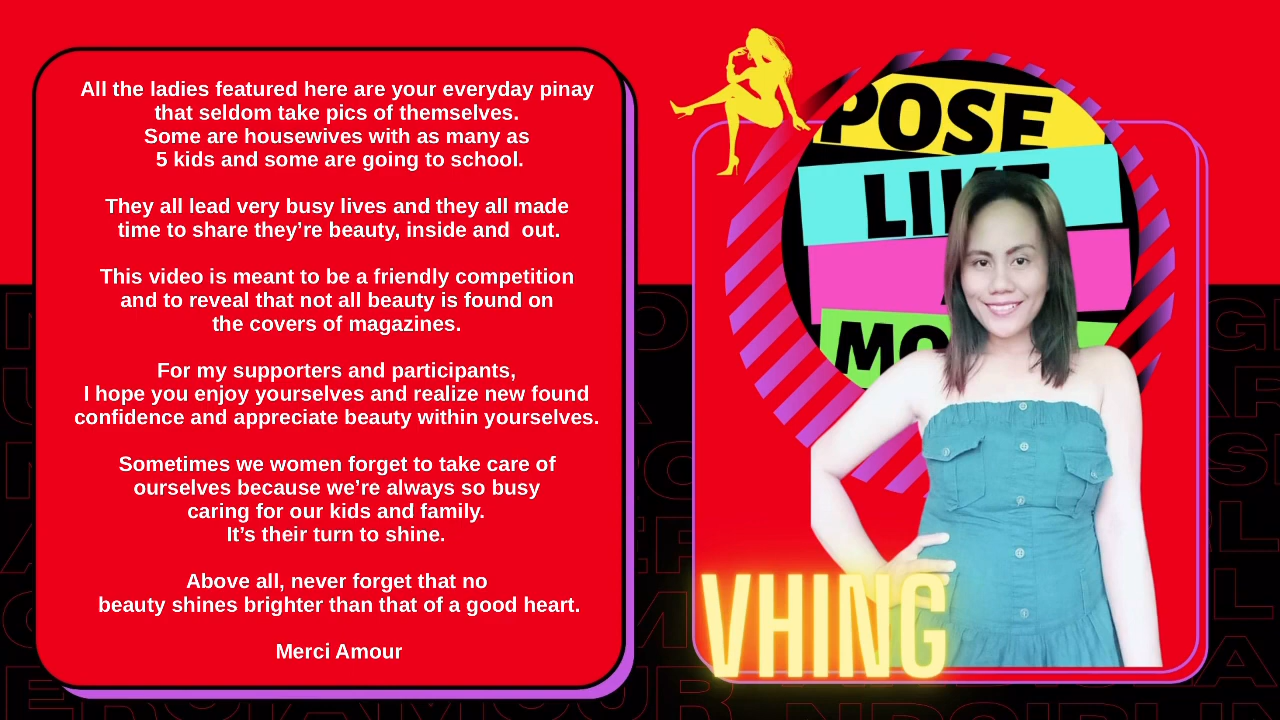 All the ladies featured here are your everyday pinay
that seldom take pics of themselves.
Some are housewives with as many as
5 kids and some are going to school.
They all lead very busy lives and they all made
time to share they're beauty, inside and  out.
This video is meant to be a friendly competition
and to reveal that not all beauty is found on
the covers of magazines.
For my supporters and participants,
I hope you enjoy yourselves and realize new found
confidence and appreciate beauty within yourselves.
Sometimes we women forget to take care of
ourselves because we're always so busy
caring for our kids and family.
It's their turn to shine.
Above all, never forget that no
beauty shines brighter than that of a good heart.
Merci Amour
POSE
LIKE
VHING